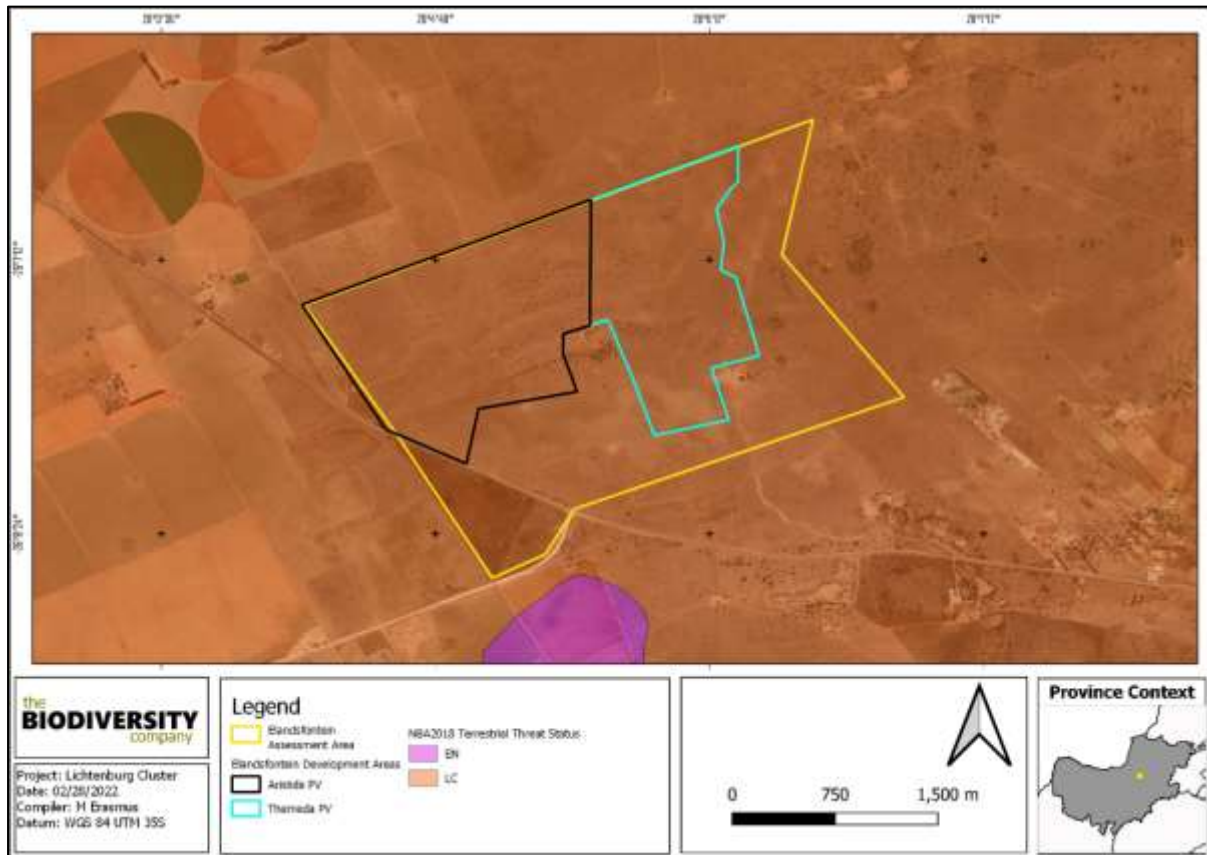 the
BIODIVERSITY
company
Project: Lichtenburg Cluster
Date: 02/28/2022
Compiler: M Erasmus
Datum: WGS 84 UTM 35S
Legend
Elandsfontein
Assessment Area
Elandsfontein Development Areas
Aristida PV
Themeda PV
NBA2018 Terrestrial Threat Status
EN
LC
0 750 1,500 m
Province Context